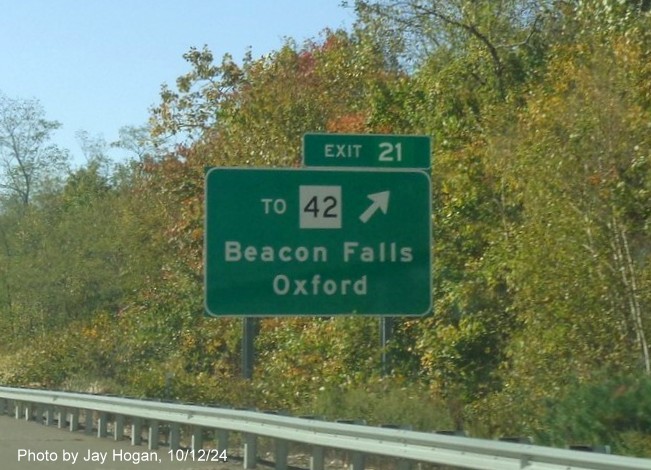 EXIT 21
TO 42
Beacon Falls
Oxford
Photo by Jay Hogan, 10/12/24